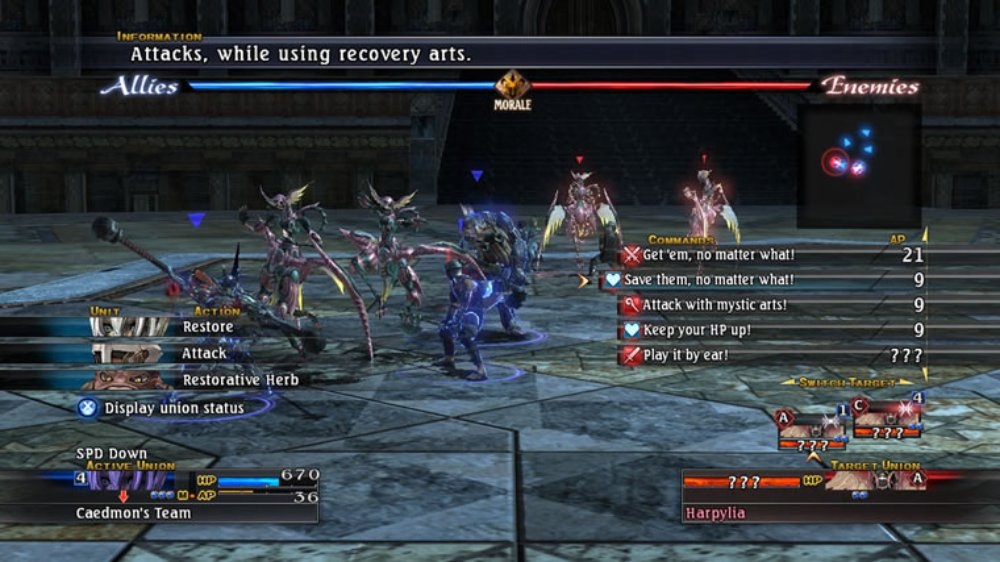 INFORMATION
Attacks, while using recovery arts.
Allies
Enemies
MORALE
COMMANDS AP
Get 'em, no matter what! 21
Save them, no matter what! 9
Attack with mystic arts! 9
Keep your HP up! 9
Play it by ear! ???
UNIT ACTION
Restore
Attack
Restorative Herb
Display union status
SWITCH TARGET
A 1 C 4
???
???
SPD Down
ACTIVE UNION
4 HP 670
M-AP 36
Caedmon's Team
TARGET UNION
??? HP A
Harpylia